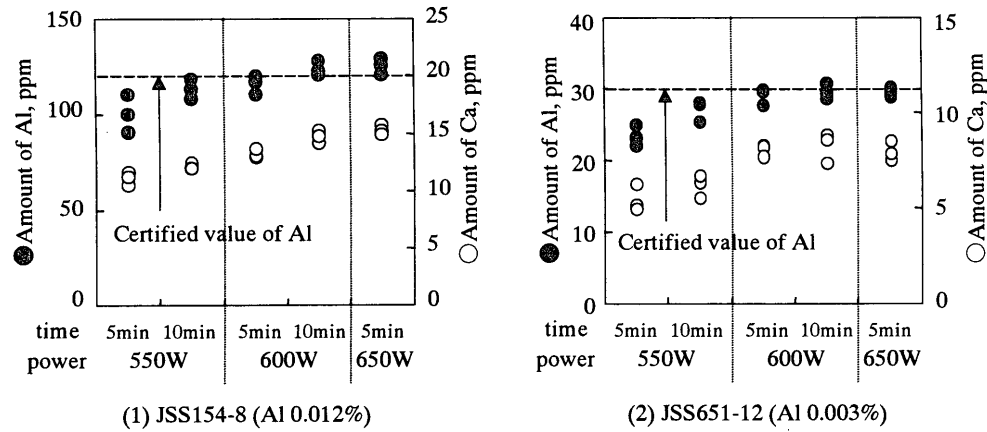 150
100
50
0
Amount of Al, ppm
25
20
15
10
5
0
Amount of Ca, ppm
Certified value of Al
time 5min 10min 5min 10min 5min
power 550W 600W 650W
(1) JSS154-8 (Al 0.012%)
40
30
20
10
0
Amount of Al, ppm
15
10
5
0
Amount of Ca, ppm
Certified value of Al
time 5min 10min 5min 10min 5min
power 550W 600W 650W
(2) JSS651-12 (Al 0.003%)